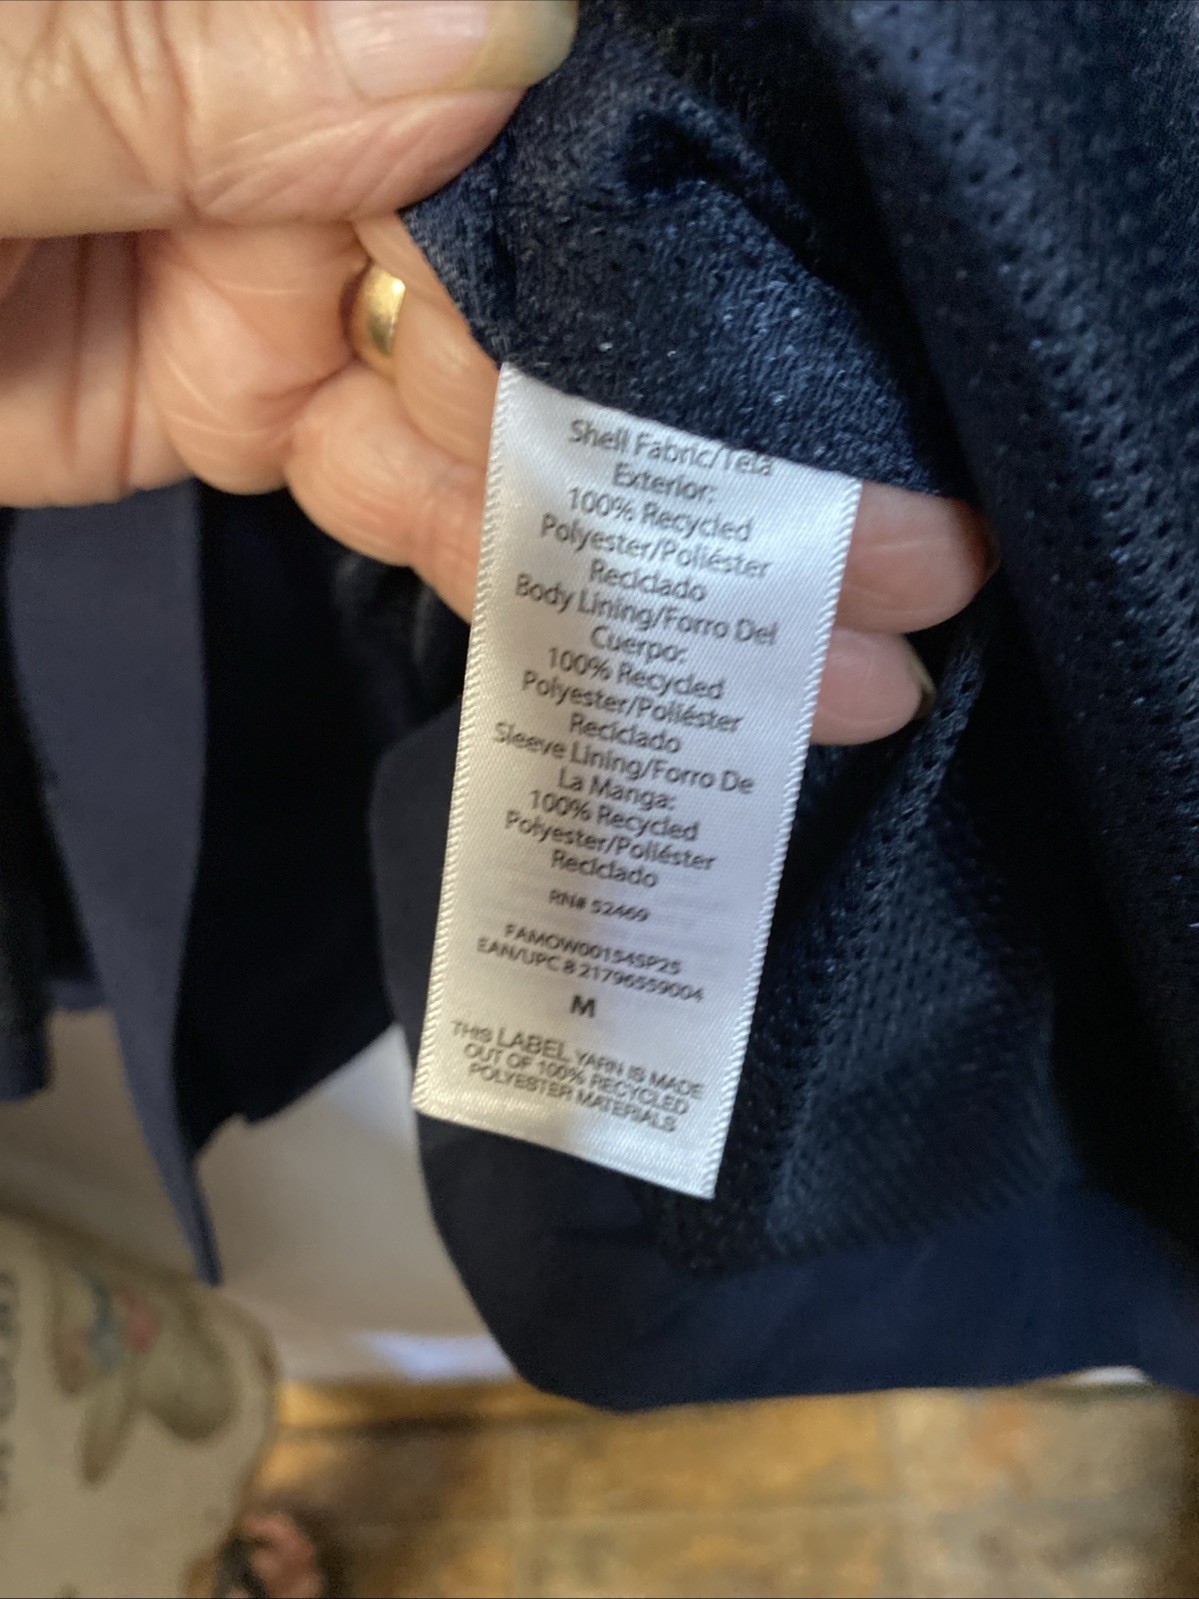 Shell Fabric/Tela
Exterior:
100% Recycled
Polyester/Poliéster
Reciclado
Body Lining/Forro Del
Cuerpo:
100% Recycled
Polyester/Poliéster
Reciclado
Sleeve Lining/Forro De
La Manga:
100% Recycled
Polyester/Poliéster
Reciclado
RN# 52469
FAMOW00154SP25
EAN/UPC 8 21796559004
M
THIS LABEL YARN IS MADE
OUT OF 100% RECYCLED
POLYESTER MATERIALS